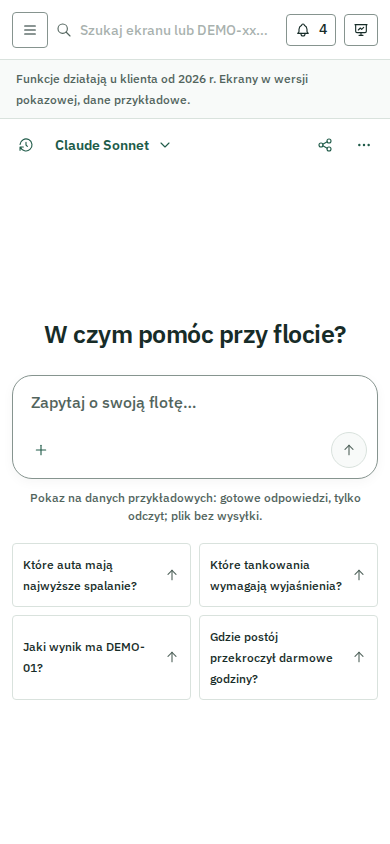 Szukaj ekranu lub DEMO-xx...
4
Funkcje działają u klienta od 2026 r. Ekrany w wersji
pokazowej, dane przykładowe.
Claude Sonnet
W czym pomóc przy flocie?
Zapytaj o swoją flotę...
Pokaz na danych przykładowych: gotowe odpowiedzi, tylko
odczyt; plik bez wysyłki.
Które auta mają
najwyższe spalanie?
Które tankowania
wymagają wyjaśnienia?
Jaki wynik ma DEMO-
01?
Gdzie postój
przekroczył darmowe
godziny?